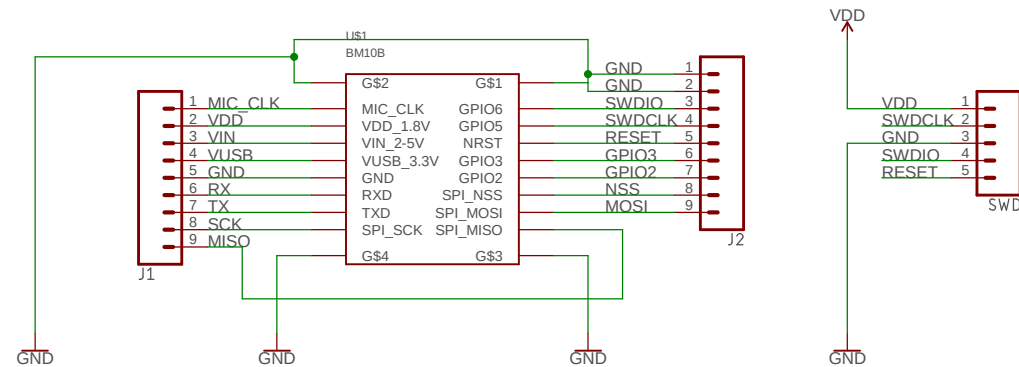 U$1
BM10B
G$2
MIC_CLK
VDD_1.8V
VIN_2-5V
VUSB_3.3V
GND
RXD
TXD
SPI_SCK
G$4
G$1
GPIO6
GPIO5
NRST
GPIO3
GPIO2
SPI_NSS
SPI_MOSI
SPI_MISO
G$3
1 MIC_CLK
2 VDD
3 VIN
4 VUSB
5 GND
6 RX
7 TX
8 SCK
9 MISO
J1
GND 1
GND 2
SWDIO 3
SWDCLK 4
RESET 5
GPIO3 6
GPIO2 7
NSS 8
MOSI 9
J2
GND
GND
GND
VDD
VDD 1
SWDCLK 2
GND 3
SWDIO 4
RESET 5
SWD
GND